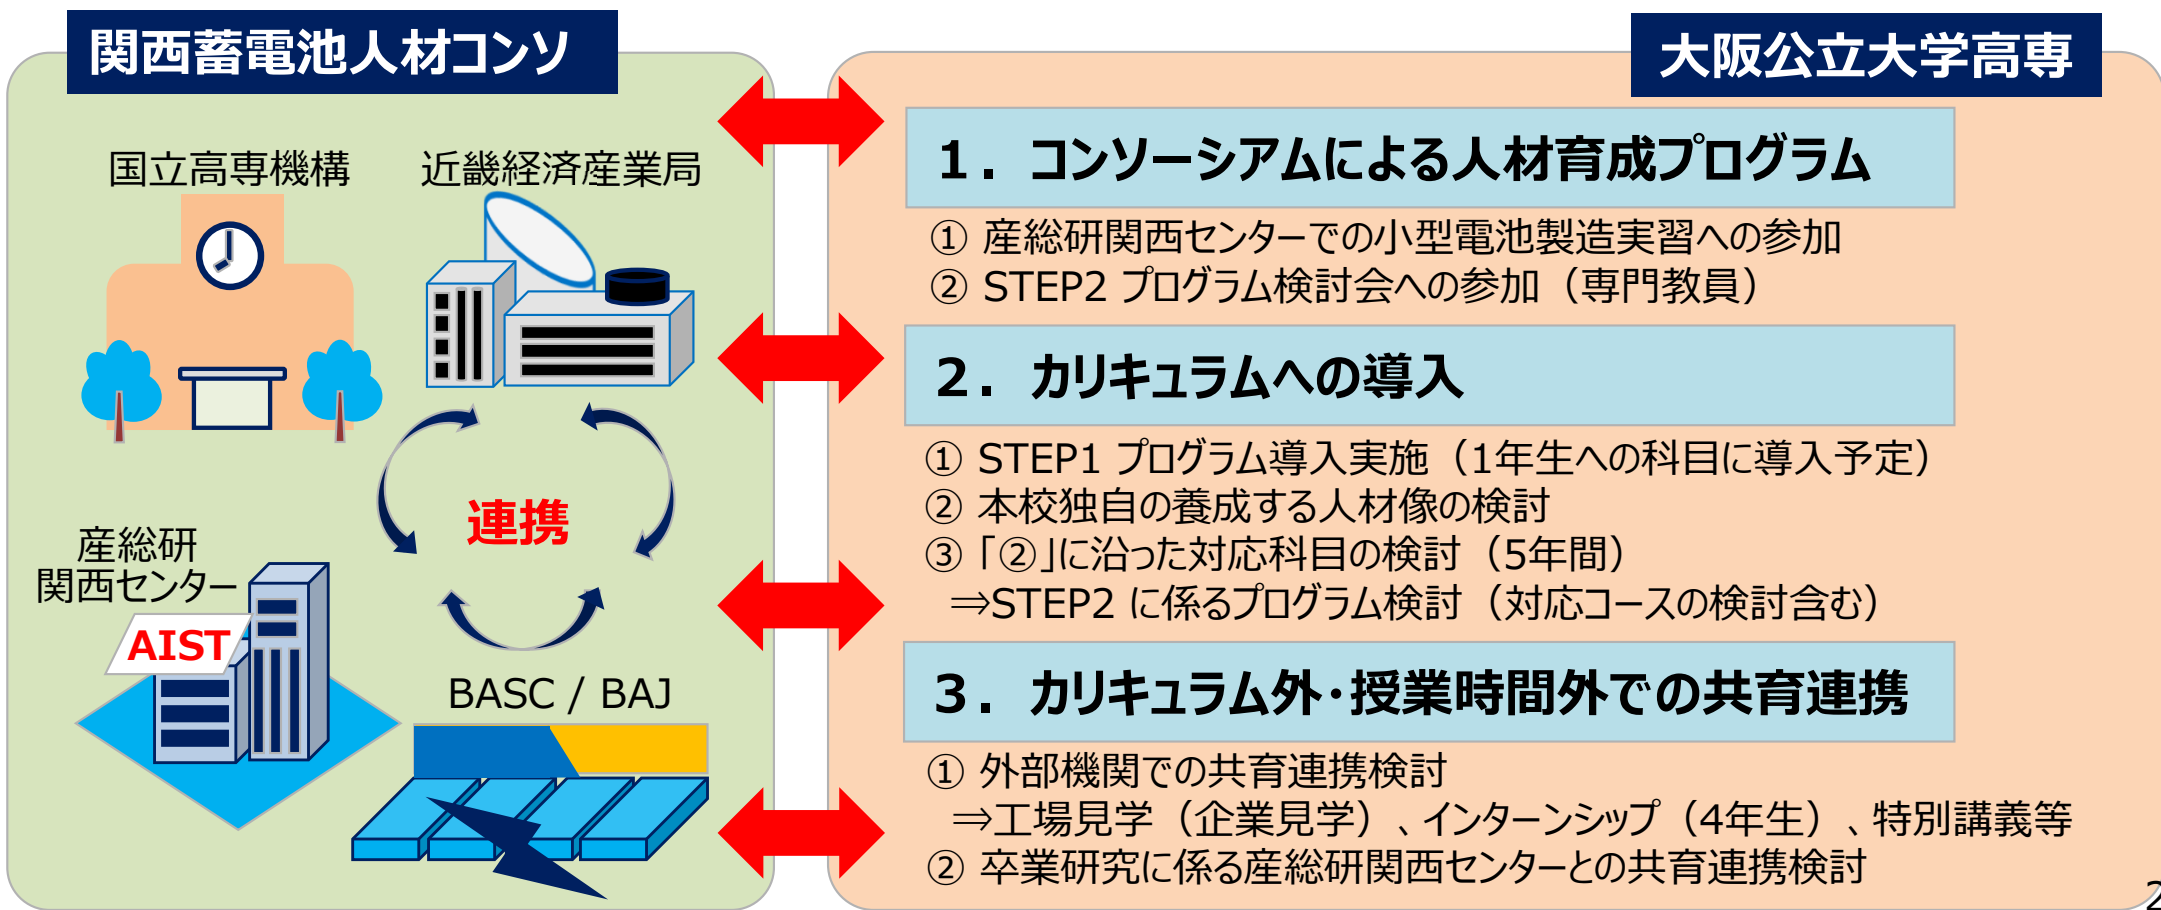 関西蓄電池人材コンソ
国立高専機構
近畿経済産業局
連携
産総研
関西センター
AIST
BASC / BAJ
大阪公立大学高専
１．コンソーシアムによる人材育成プログラム
① 産総研関西センターでの小型電池製造実習への参加
② STEP2 プログラム検討会への参加（専門教員）
２．カリキュラムへの導入
① STEP1 プログラム導入実施（1年生への科目に導入予定）
② 本校独自の養成する人材像の検討
③「②」に沿った対応科目の検討（5年間）
⇒STEP2 に係るプログラム検討（対応コースの検討含む）
３．カリキュラム外・授業時間外での共育連携
① 外部機関での共育連携検討
⇒工場見学（企業見学）、インターンシップ（4年生）、特別講義等
② 卒業研究に係る産総研関西センターとの共育連携検討
2